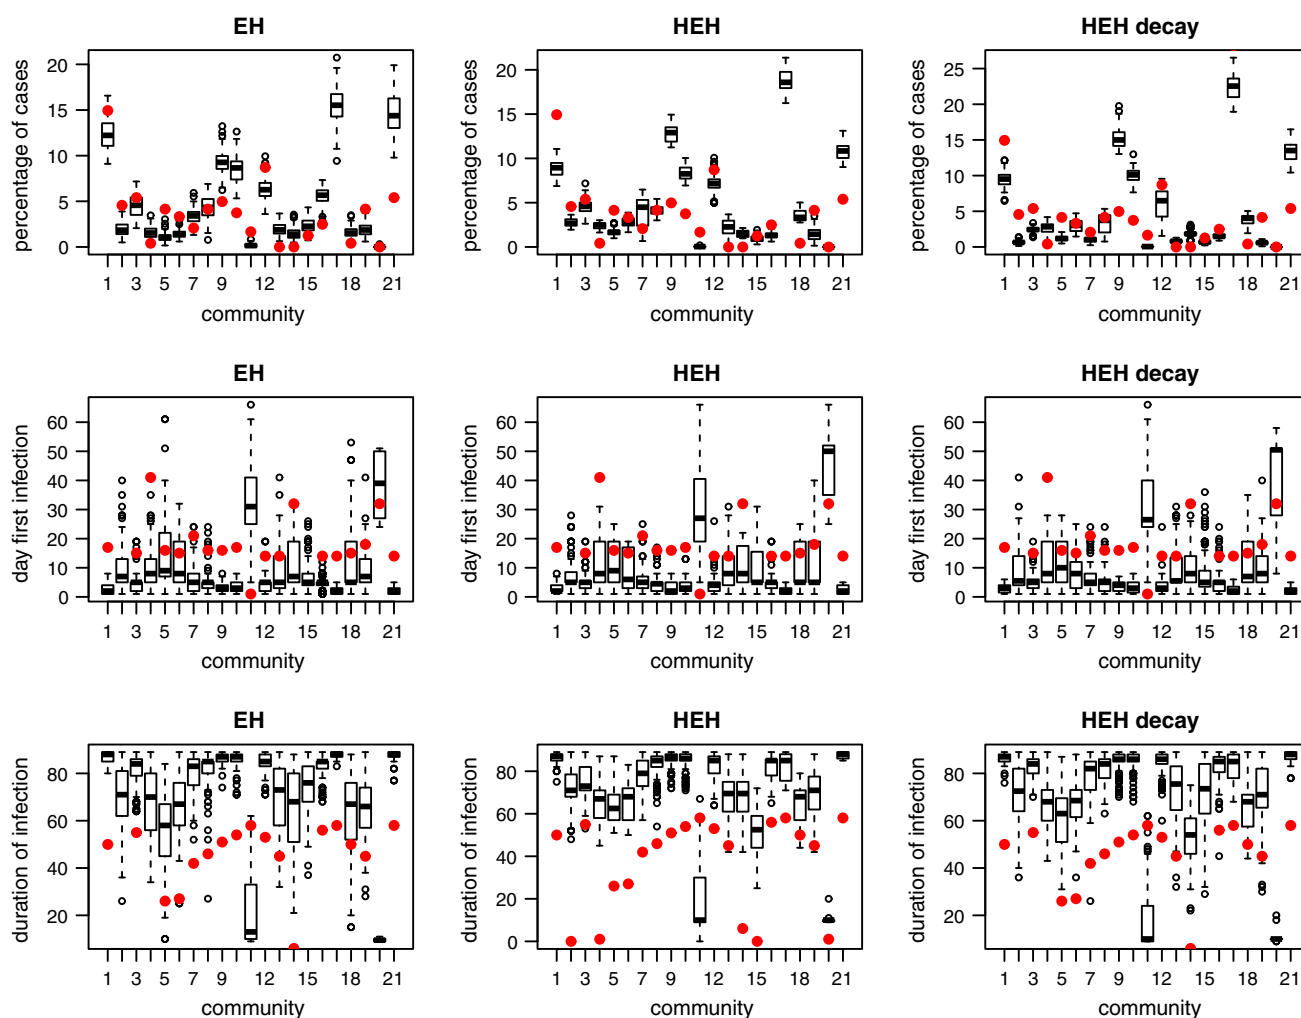 EH HEH HEH decay
percentage of cases percentage of cases percentage of cases
20 20 25
15 15 20
10 10 15
5 5 10
0 0 5
0
1 3 5 7 9 12 15 18 21 1 3 5 7 9 12 15 18 21 1 3 5 7 9 12 15 18 21
community community community
EH HEH HEH decay
day first infection day first infection day first infection
60 60 60
50 50 50
40 40 40
30 30 30
20 20 20
10 10 10
0 0 0
1 3 5 7 9 12 15 18 21 1 3 5 7 9 12 15 18 21 1 3 5 7 9 12 15 18 21
community community community
EH HEH HEH decay
duration of infection duration of infection duration of infection
80 80 80
60 60 60
40 40 40
20 20 20
0
1 3 5 7 9 12 15 18 21 1 3 5 7 9 12 15 18 21 1 3 5 7 9 12 15 18 21
community community community